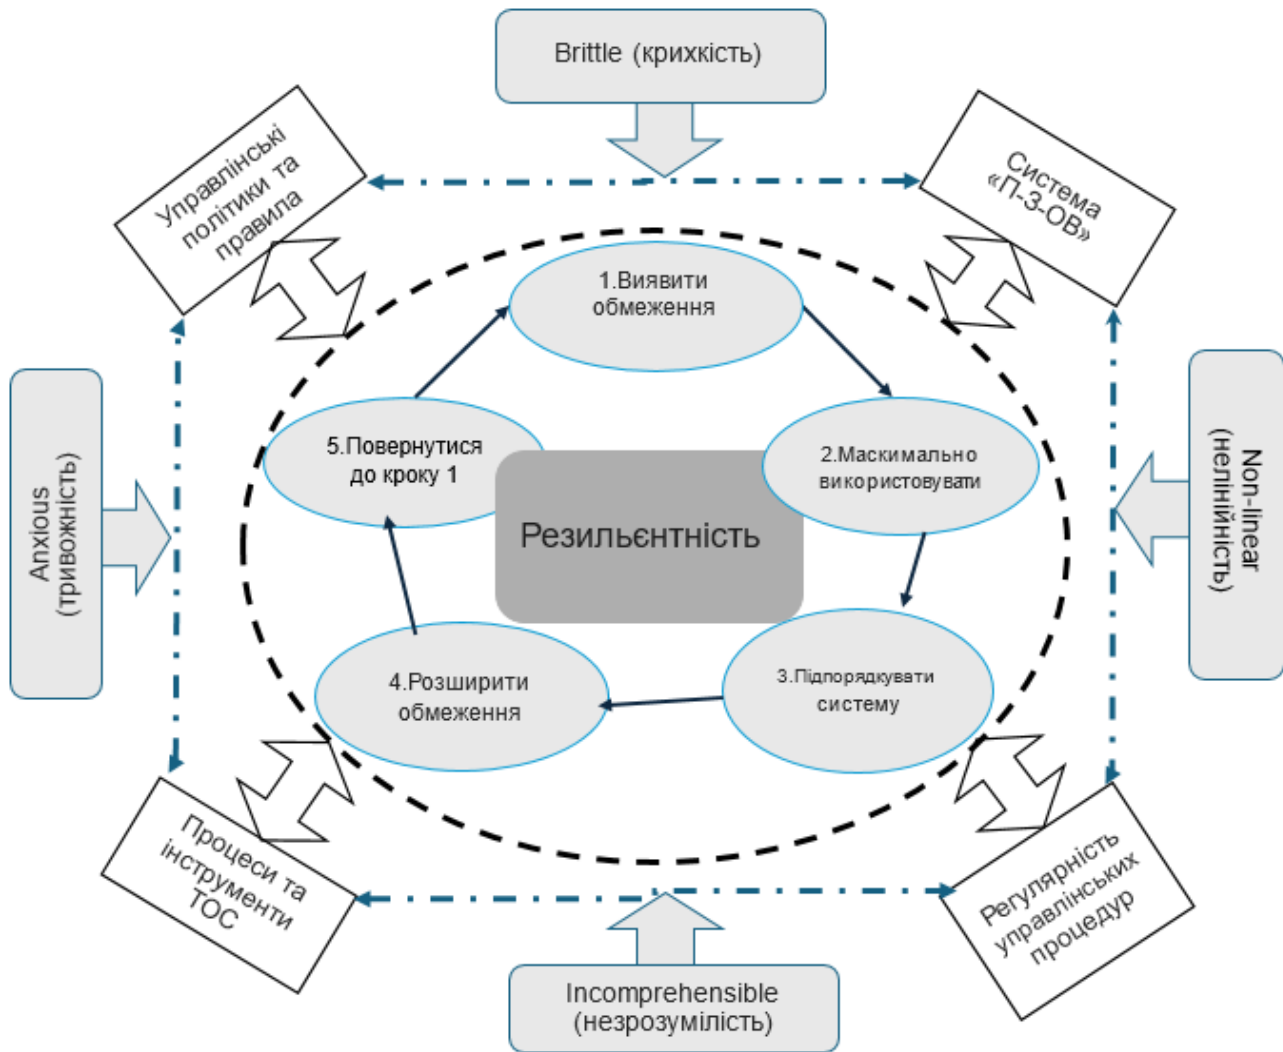 Brittle (крихкість)
Управлінські
політики та
правила
Система
«П-З-ОВ»
1.Виявити
обмеження
5.Повернутися
до кроку 1
2.Маскимально
використовувати
Anxious
(тривожність)
Резильєнтність
Non-linear
(нелінійність)
4.Розширити
обмеження
3.Підпорядкувати
систему
Процеси та
інструменти
ТОС
Регулярність
управлінських
процедур
Incomprehensible
(незрозумілість)